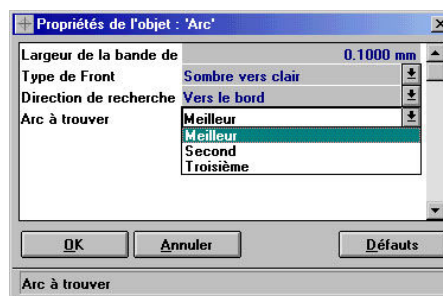 Propriétés de l'objet : 'Arc'
Largeur de la bande de 0.1000 mm
Type de Front Sombre vers clair
Direction de recherche Vers le bord
Arc à trouver Meilleur
Meilleur
Second
Troisième
OK Annuler Défauts
Arc à trouver